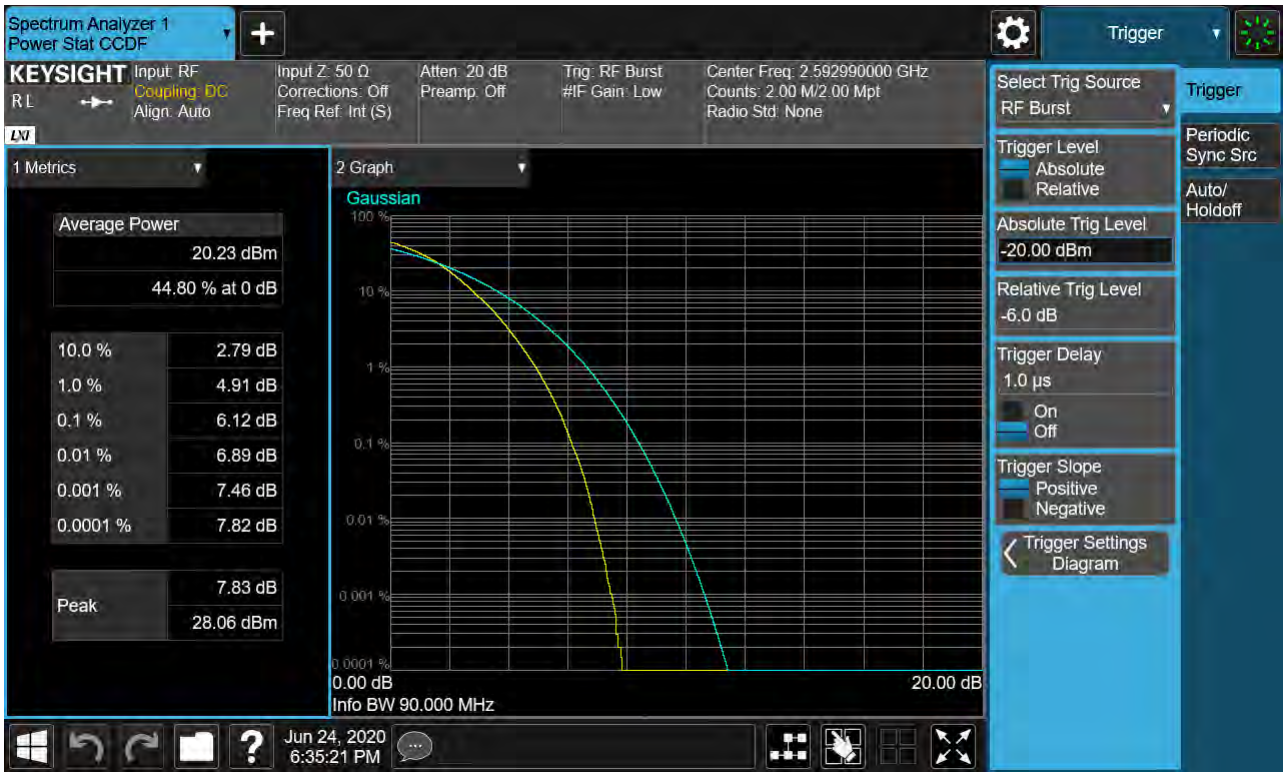 Spectrum Analyzer 1
Power Stat CCDF
+
Trigger
KEYSIGHT
RL
LXI
Input: RF
Coupling: DC
Align: Auto
Input Z: 50 Ω
Corrections: Off
Freq Ref: Int (S)
Atten: 20 dB
Preamp: Off
Trig: RF Burst
#IF Gain: Low
Center Freq: 2.592990000 GHz
Counts: 2.00 M/2.00 Mpt
Radio Std: None
1 Metrics
Average Power
20.23 dBm
44.80 % at 0 dB
10.0 % 2.79 dB
1.0 % 4.91 dB
0.1 % 6.12 dB
0.01 % 6.89 dB
0.001 % 7.46 dB
0.0001 % 7.82 dB
Peak
7.83 dB
28.06 dBm
2 Graph
Gaussian
100 %
10 %
1 %
0.1 %
0.01 %
0.001 %
0.0001 %
0.00 dB 20.00 dB
Info BW 90.000 MHz
Select Trig Source
RF Burst
Trigger Level
Absolute
Relative
Absolute Trig Level
-20.00 dBm
Relative Trig Level
-6.0 dB
Trigger Delay
1.0 µs
On
Off
Trigger Slope
Positive
Negative
Trigger Settings
Diagram
Trigger
Periodic
Sync Src
Auto/
Holdoff
?
Jun 24, 2020
6:35:21 PM